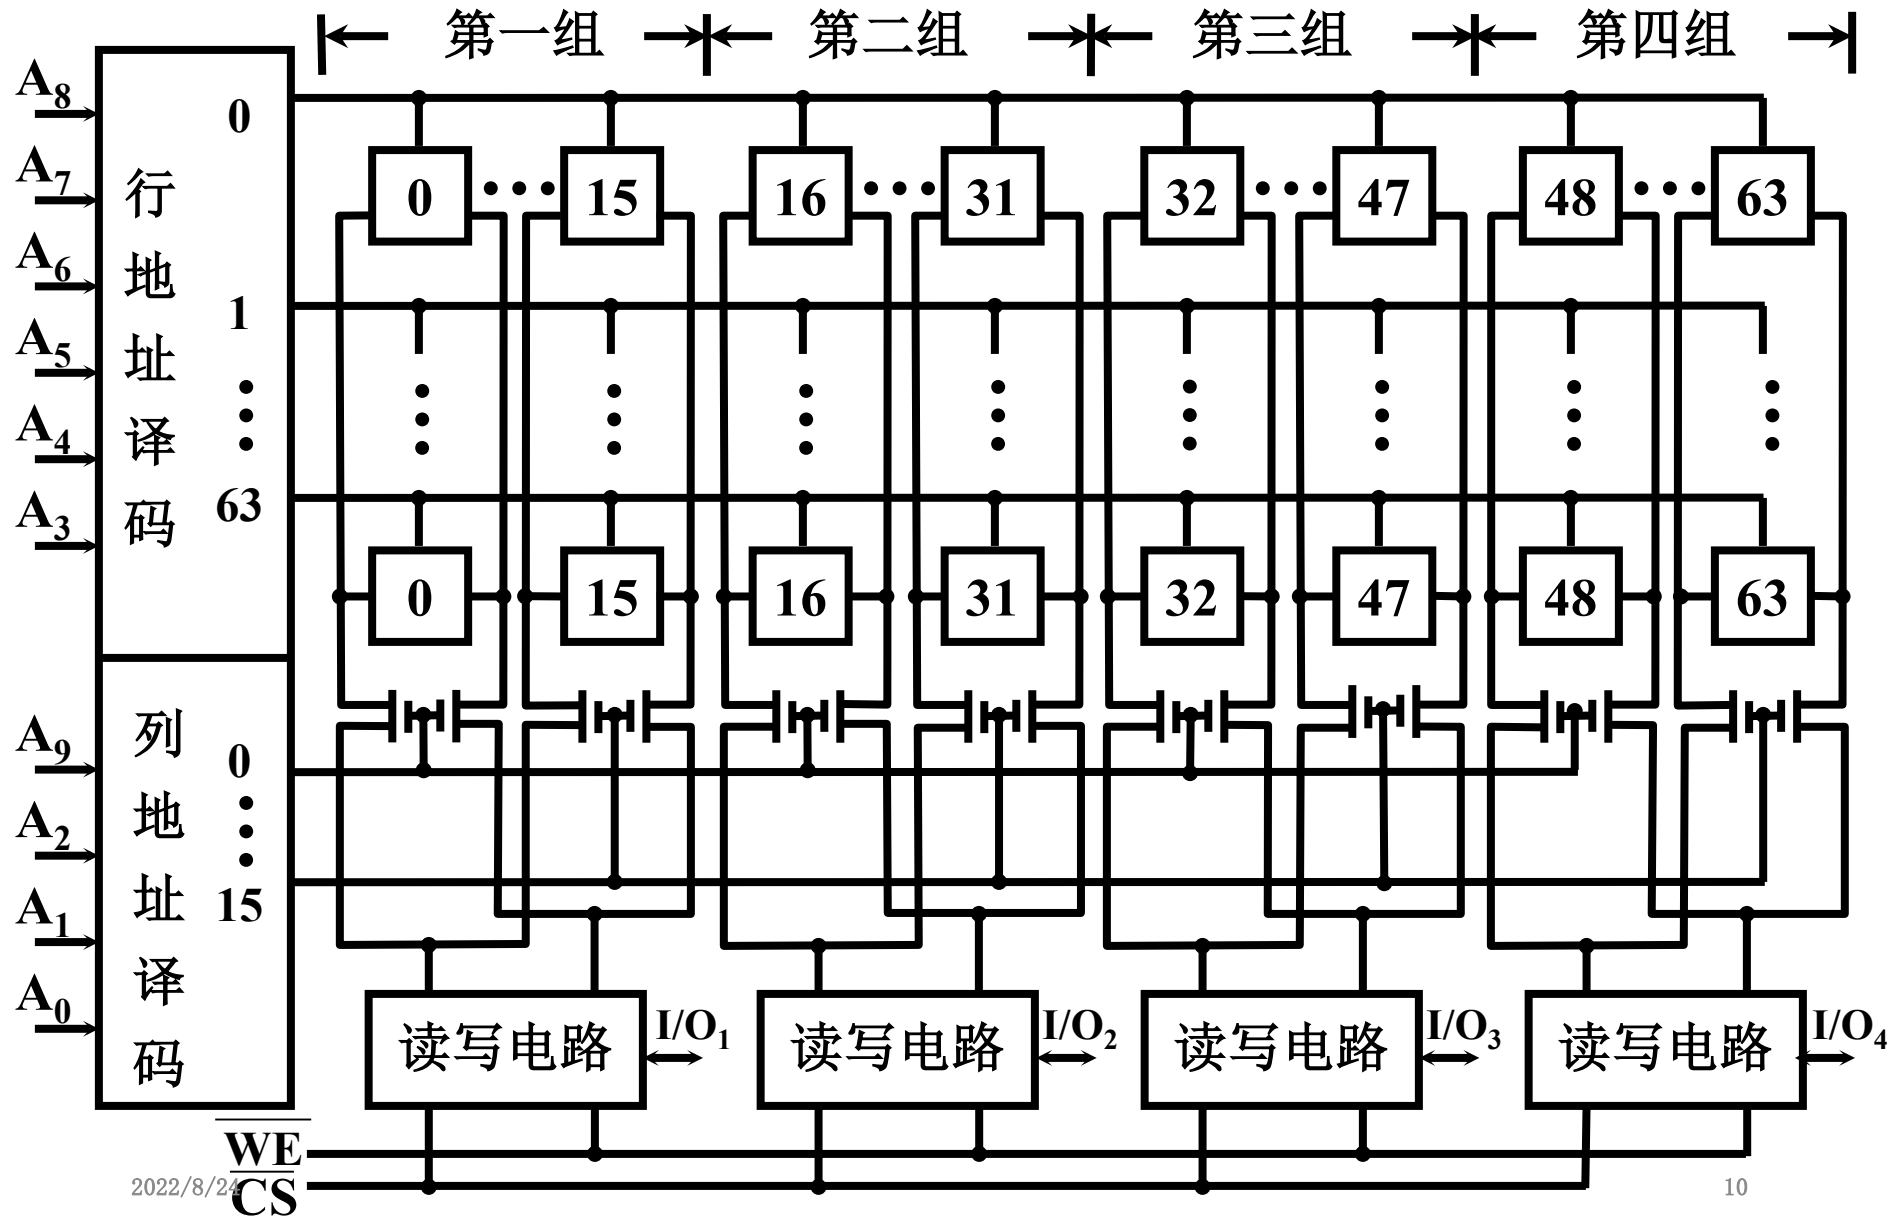 第一组 第二组 第三组 第四组
A8
A7
A6
A5
A4
A3
行地址译码
0
1
63
0 15 16 31 32 47 48 63
0 15 16 31 32 47 48 63
A9
A2
A1
A0
列地址译码
0
15
读写电路 I/O1 读写电路 I/O2 读写电路 I/O3 读写电路 I/O4
WE
CS
2022/8/24 10